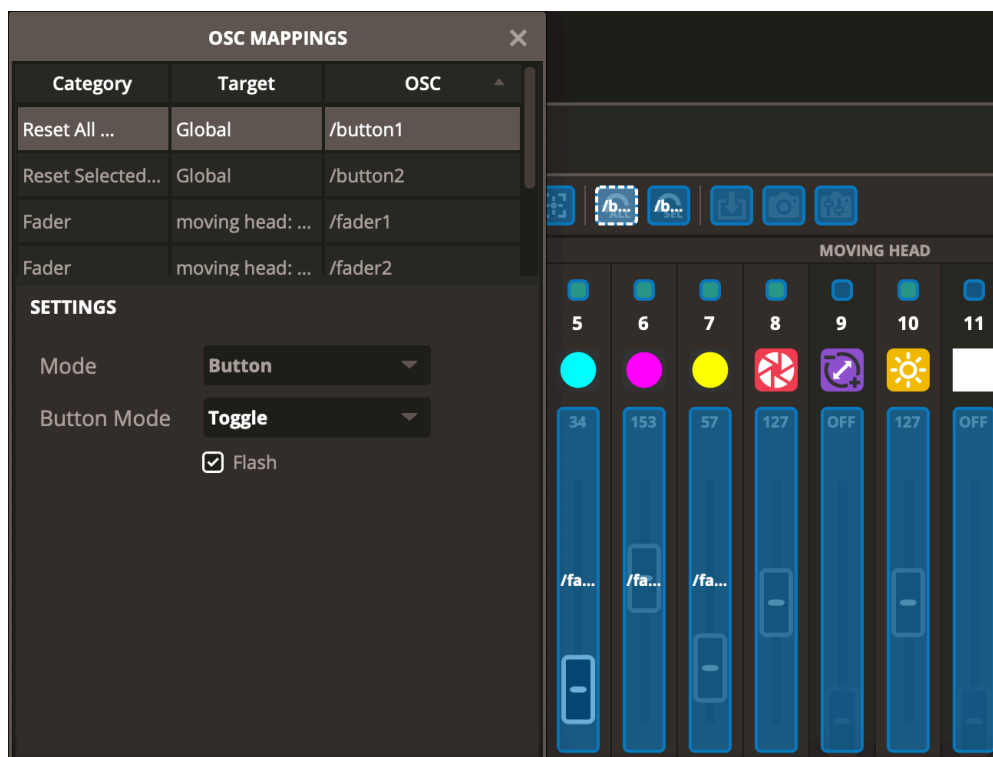 OSC MAPPINGS
Category Target OSC
Reset All ... Global /button1
Reset Selected... Global /button2
Fader moving head: ... /fader1
Fader moving head: ... /fader2
SETTINGS
Mode Button
Button Mode Toggle
Flash
/b... ALL /b... SEL
MOVING HEAD
5 6 7 8 9 10 11
34 153 57 127 OFF 127 OFF
/fa... /fa... /fa...